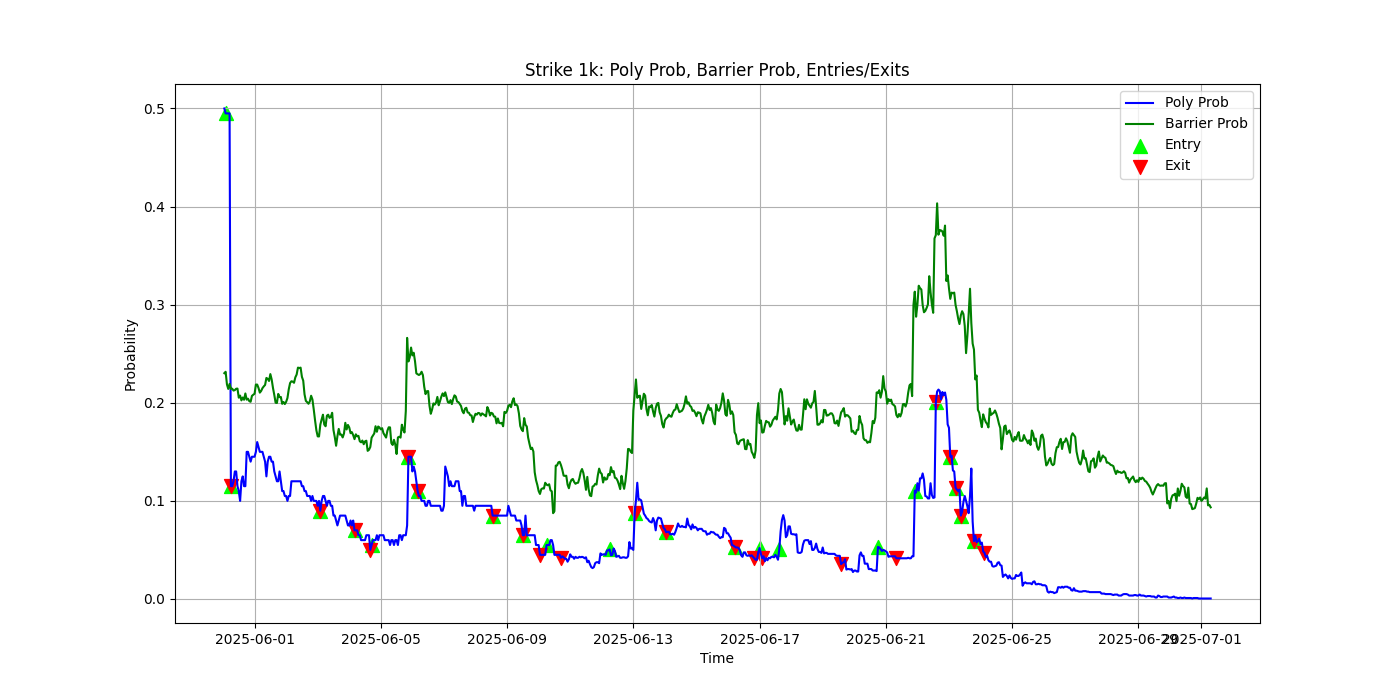 Strike 1k: Poly Prob, Barrier Prob, Entries/Exits
Poly Prob
Barrier Prob
Entry
Exit
Probability
0.5
0.4
0.3
0.2
0.1
0.0
2025-06-01 2025-06-05 2025-06-09 2025-06-13 2025-06-17 2025-06-21 2025-06-25 2025-06-29 2025-07-01
Time